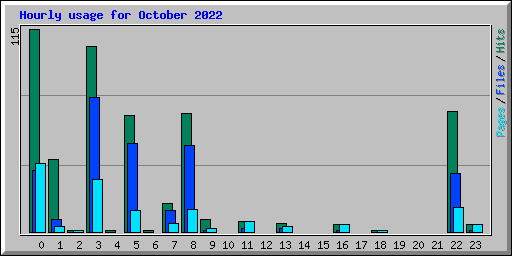 Hourly usage for October 2022
115
Pages/Files/Hits
0 1 2 3 4 5 6 7 8 9 10 11 12 13 14 15 16 17 18 19 20 21 22 23